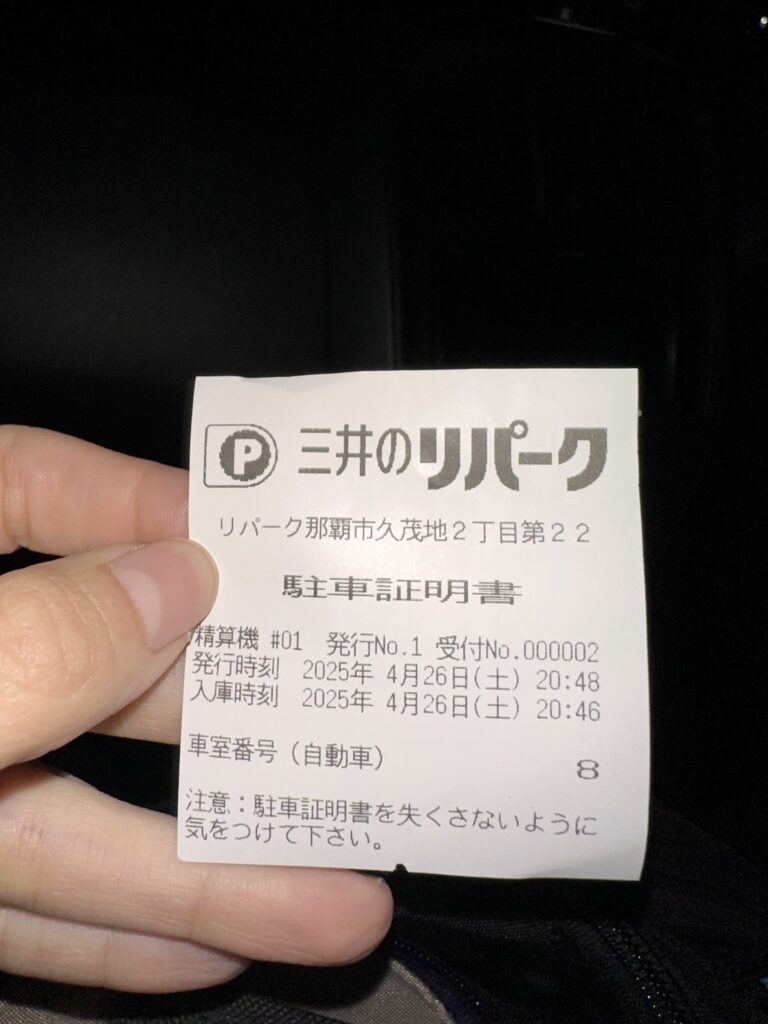 P 三井のリパーク
リパーク那覇市久茂地2丁目第22
駐車証明書
精算機 #01 発行No.1 受付No.000002
発行時刻 2025年 4月26日(土) 20:48
入庫時刻 2025年 4月26日(土) 20:46
車室番号(自動車) 8
注意:駐車証明書を失くさないように
気をつけて下さい。